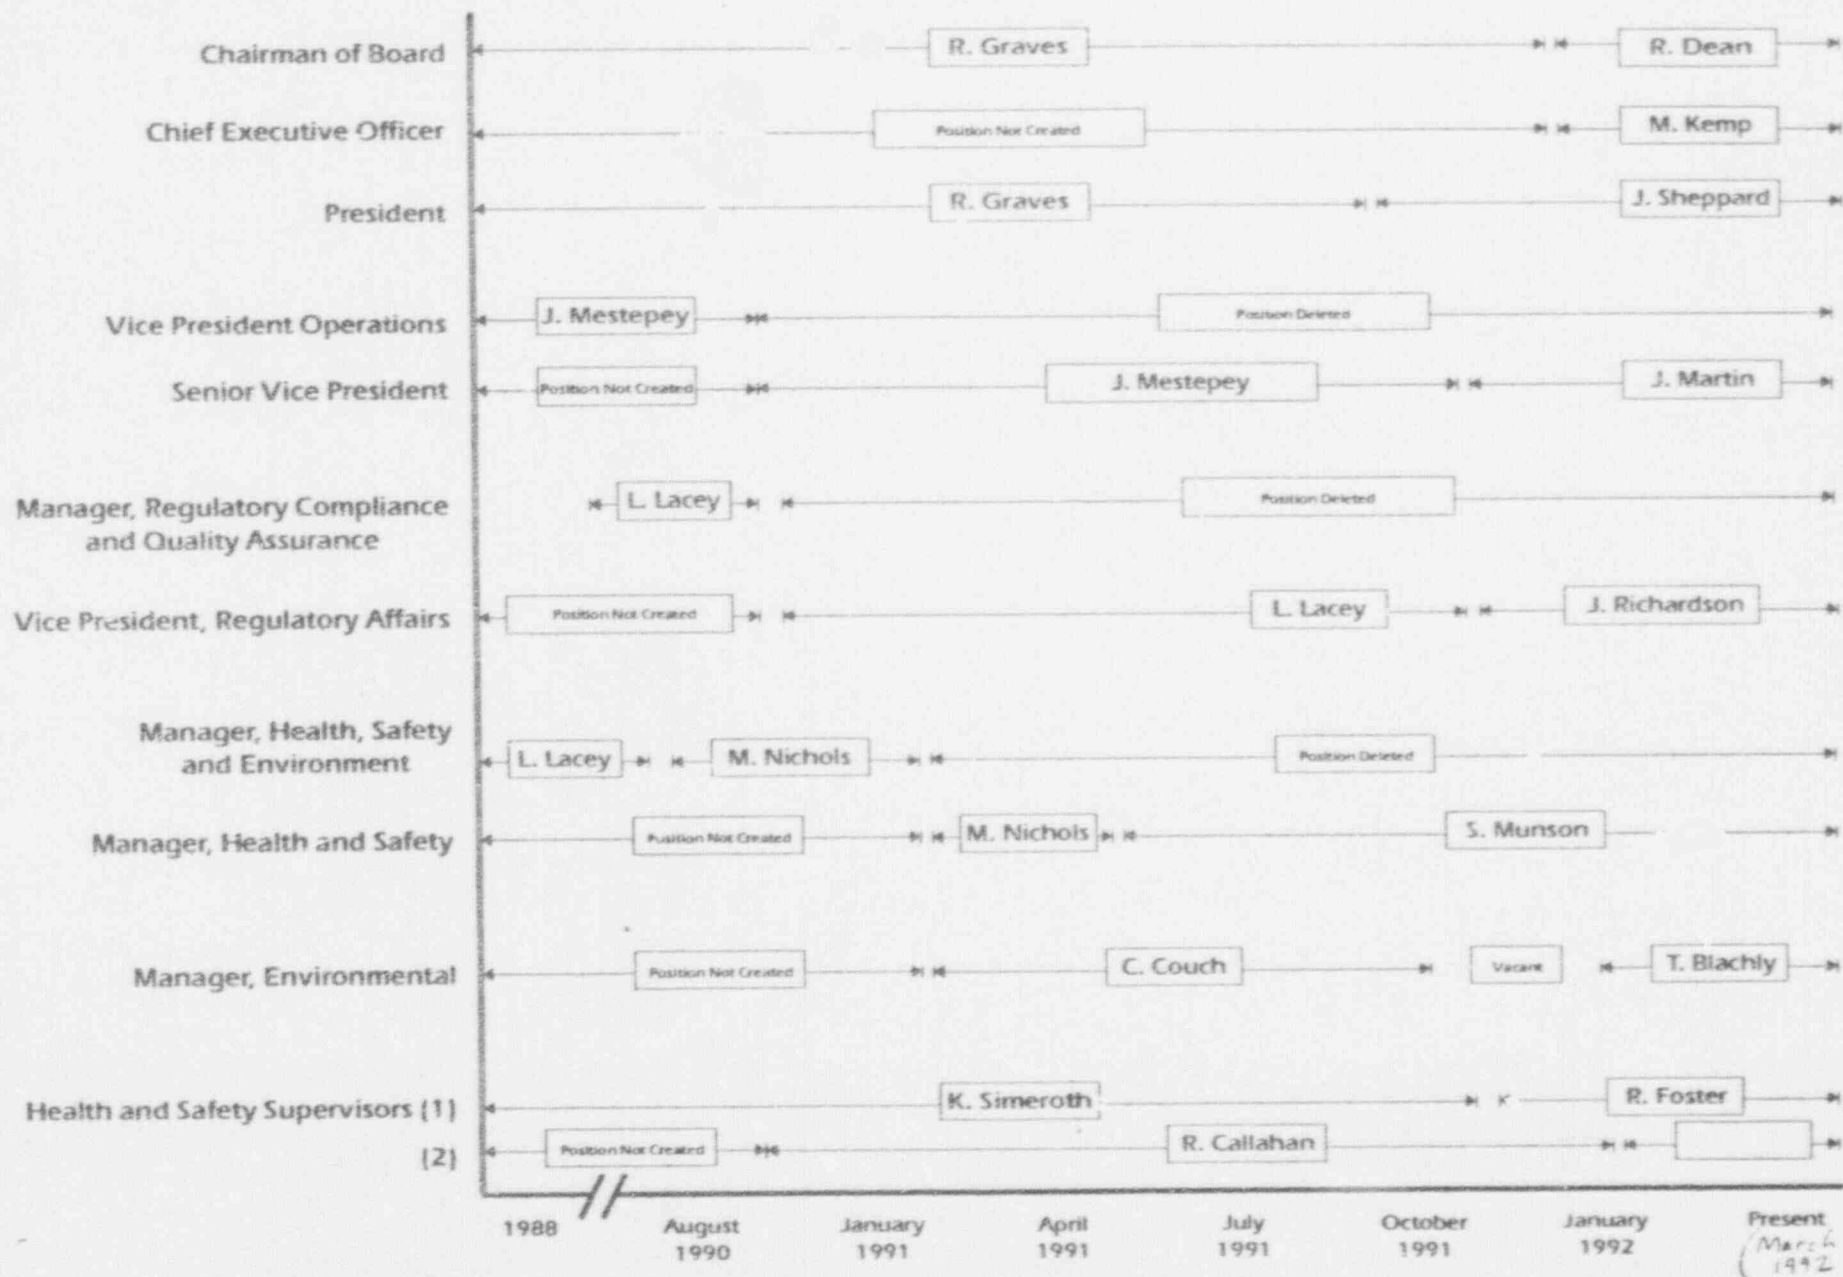 Chairman of Board R. Graves R. Dean
Chief Executive Officer Position Not Created M. Kemp
President R. Graves J. Sheppard
Vice President Operations J. Mestepey Position Deleted
Senior Vice President Position Not Created J. Mestepey J. Martin
Manager, Regulatory Compliance L. Lacey Position Deleted
and Quality Assurance
Vice President, Regulatory Affairs Position Not Created L. Lacey J. Richardson
Manager, Health, Safety
and Environment L. Lacey M. Nichols Position Deleted
Manager, Health and Safety Position Not Created M. Nichols S. Munson
Manager, Environmental Position Not Created C. Couch Vacant T. Blachly
Health and Safety Supervisors (1) K. Simeroth R. Foster
(2) Position Not Created R. Callahan
1988 August January April July October January Present
1990 1991 1991 1991 1991 1992 (March
1992